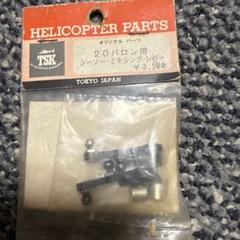 HELICOPTER PARTS
TSK
オリジナル パーツ
20バロン用
シーソー・ミキシング・レバー
￥3,500
TOKYO JAPAN